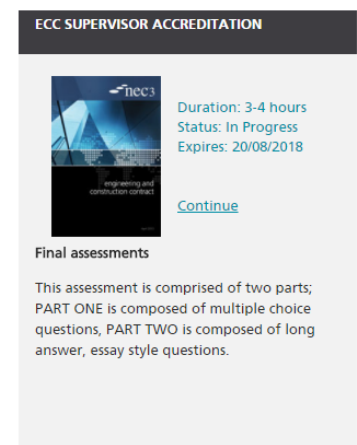 ECC SUPERVISOR ACCREDITATION
nec3
engineering and
construction contract
Duration: 3-4 hours
Status: In Progress
Expires: 20/08/2018
Continue
Final assessments
This assessment is comprised of two parts;
PART ONE is composed of multiple choice
questions, PART TWO is composed of long
answer, essay style questions.